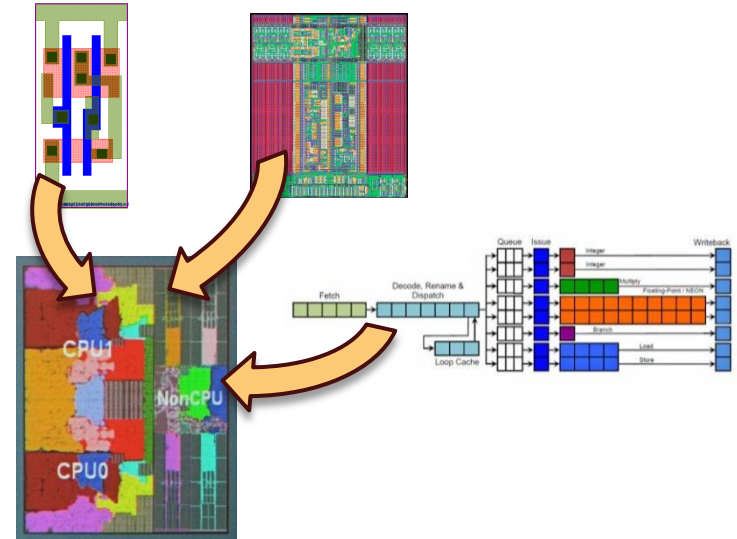 Queue
Issue
Writeback
Integer
Integer
Decode, Rename &
Dispatch
Fetch
Multiply
Floating-Point / NEON
Branch
Loop Cache
Load
Store
CPU1
NonCPU
CPU0